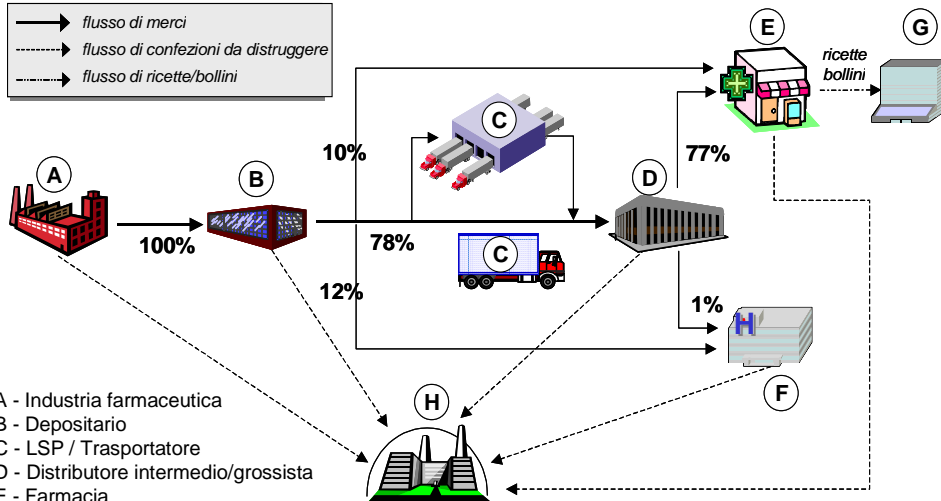 flusso di merci
flusso di confezioni da distruggere
flusso di ricette/bollini
E
G
ricette
bollini
C
10%
77%
A
B
D
100%
78%
C
12%
1%
H
F
H
A - Industria farmaceutica
B - Depositario
C - LSP / Trasportatore
D - Distributore intermedio/grossista
E - Farmacia